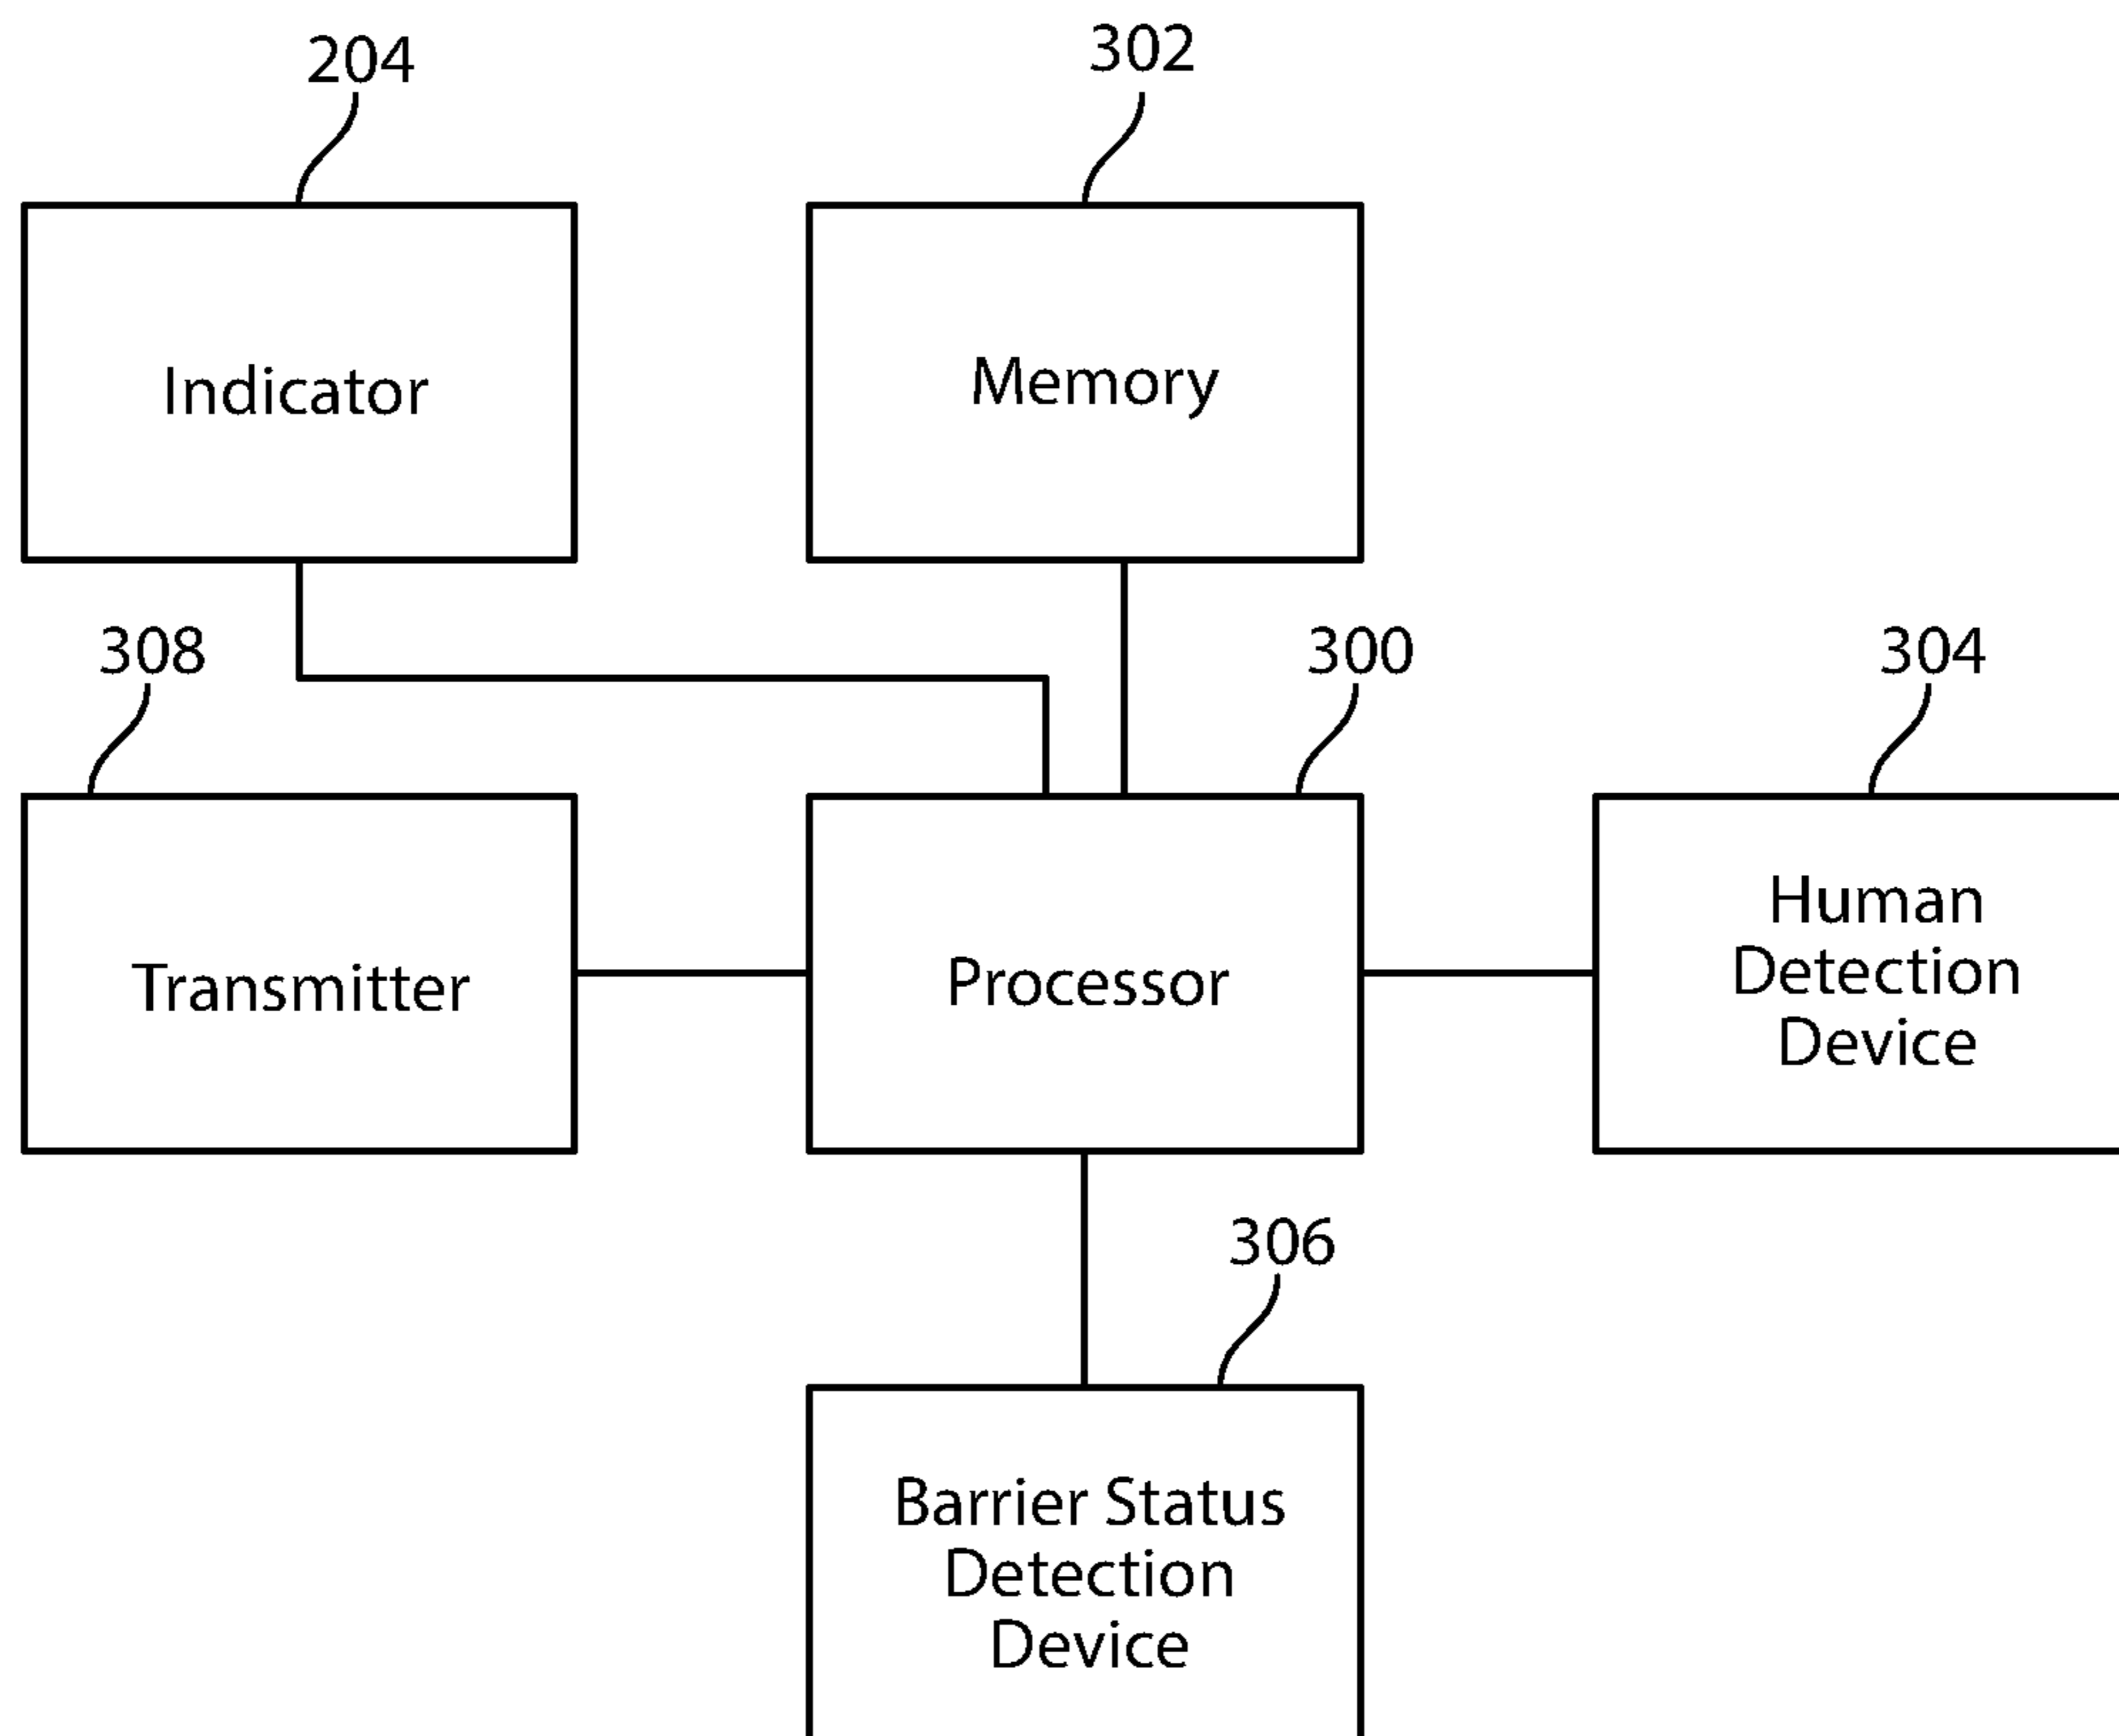 204
302
Indicator
Memory
308
300
304
Transmitter
Processor
Human
Detection
Device
306
Barrier Status
Detection
Device